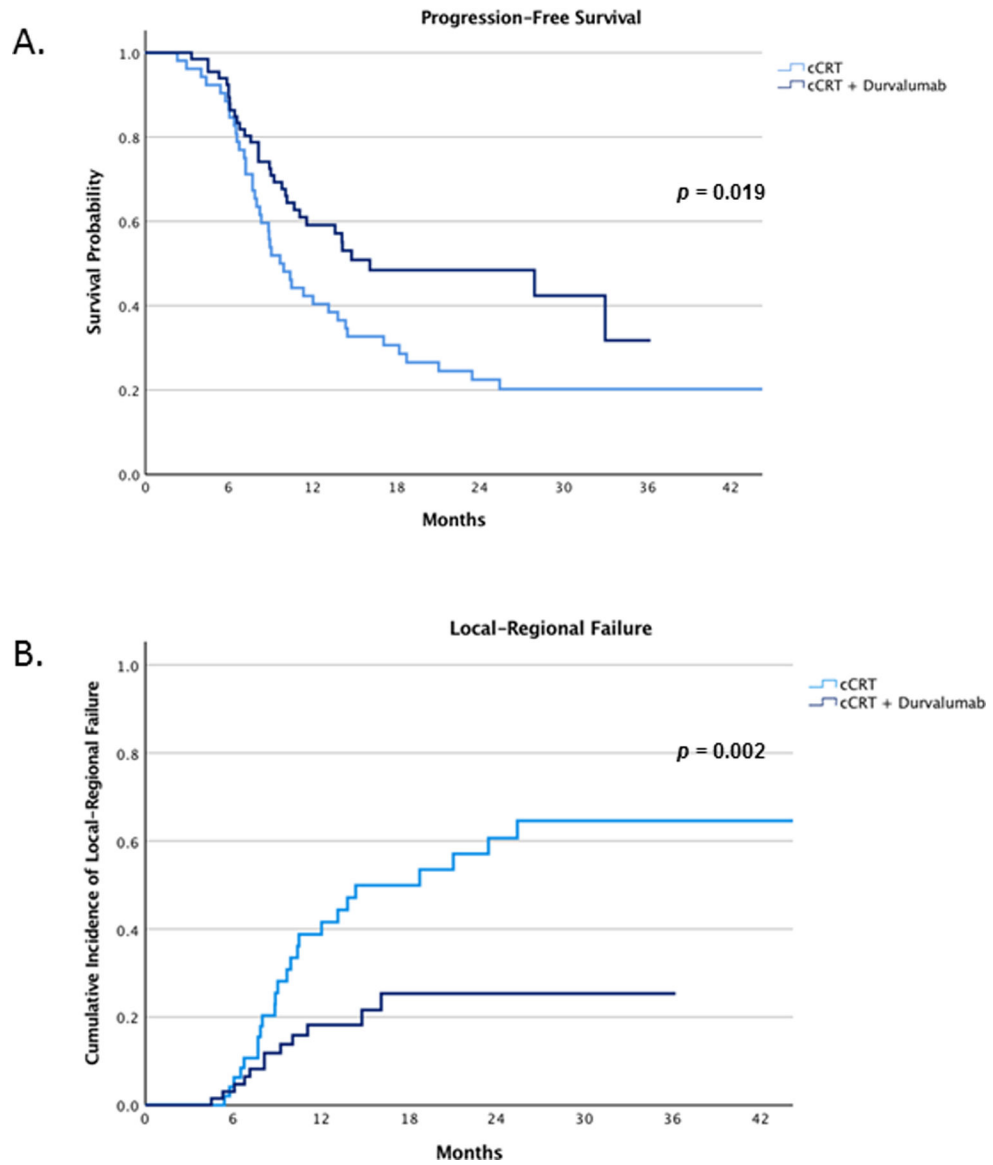 A.
Progression-Free Survival
cCRT
cCRT + Durvalumab
p = 0.019
Survival Probability
1.0
0.8
0.6
0.4
0.2
0.0
0 6 12 18 24 30 36 42
Months
B.
Local-Regional Failure
cCRT
cCRT + Durvalumab
p = 0.002
Cumulative Incidence of Local-Regional Failure
1.0
0.8
0.6
0.4
0.2
0.0
0 6 12 18 24 30 36 42
Months